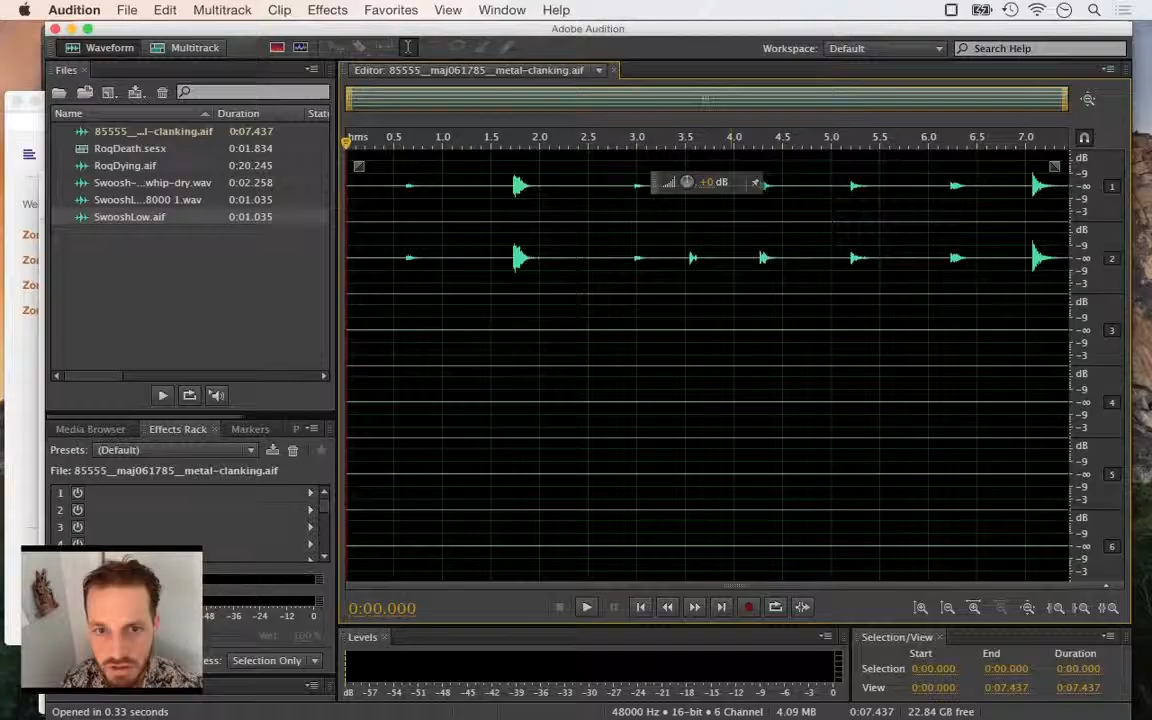 Audition File Edit Multitrack Clip Effects Favorites View Window Help
Adobe Audition
Waveform Multitrack Workspace: Default Search Help
Files Editor: 85555__maj061785__metal-clanking.aif
Name Duration Stat
85555__...l-clanking.aif 0:07.437
RoqDeath.sesx 0:01.834
RoqDying.aif 0:20.245
Swoosh-...whip-dry.wav 0:02.258
SwooshL...8000 1.wav 0:01.035
SwooshLow.aif 0:01.035
We
Zor
Zor
Zor
Zor
hms 0.5 1.0 1.5 2.0 2.5 3.0 3.5 4.0 4.5 5.0 5.5 6.0 6.5 7.0
+0 dB
dB
-9
-∞ 1
-9
-3
dB
-9
-∞ 2
-9
-3
dB
-9
-∞ 3
-9
-3
dB
-9
-∞ 4
-9
-3
dB
-9
-∞ 5
-9
-3
dB
-9
-∞ 6
-9
-3
Media Browser Effects Rack Markers P
Presets: (Default)
File: 85555__maj061785__metal-clanking.aif
1
2
3
-48 -36 -24 -12 0
Wet: 100 %
ess: Selection Only
0:00.000
Levels
dB -57 -54 -51 -48 -45 -42 -39 -36 -33 -30 -27 -24 -21 -18 -15 -12 -9 -6 -3 0
Selection/View
Start End Duration
Selection 0:00.000 0:00.000 0:00.000
View 0:00.000 0:07.437 0:07.437
Opened in 0.33 seconds
48000 Hz • 16-bit • 6 Channel 4.09 MB 0:07.437 22.84 GB free